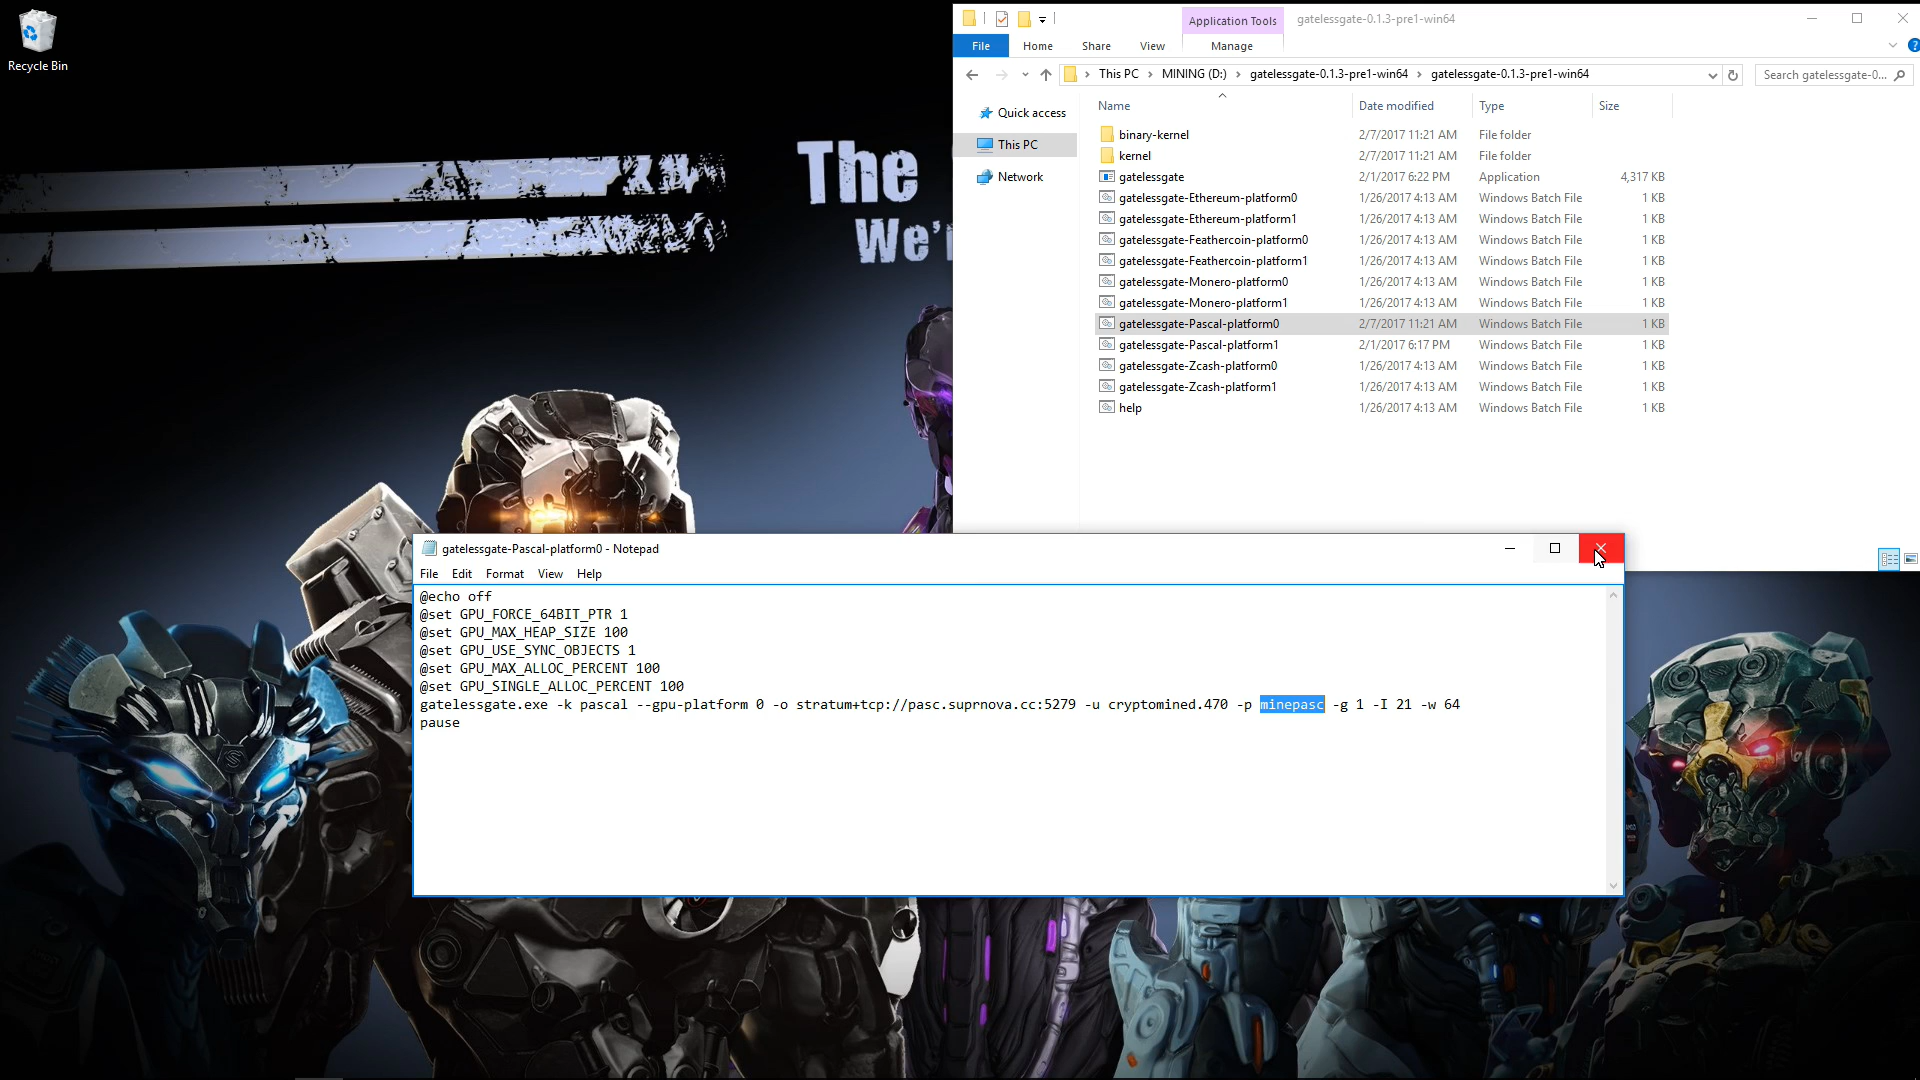 Recycle Bin
The
We'r
Application Tools
gatelessgate-0.1.3-pre1-win64
File
Home
Share
View
Manage
This PC
MINING (D:)
gatelessgate-0.1.3-pre1-win64
gatelessgate-0.1.3-pre1-win64
Search gatelessgate-0...
Quick access
This PC
Network
Name Date modified Type Size
binary-kernel 2/7/2017 11:21 AM File folder
kernel 2/7/2017 11:21 AM File folder
gatelessgate 2/1/2017 6:22 PM Application 4,317 KB
gatelessgate-Ethereum-platform0 1/26/2017 4:13 AM Windows Batch File 1 KB
gatelessgate-Ethereum-platform1 1/26/2017 4:13 AM Windows Batch File 1 KB
gatelessgate-Feathercoin-platform0 1/26/2017 4:13 AM Windows Batch File 1 KB
gatelessgate-Feathercoin-platform1 1/26/2017 4:13 AM Windows Batch File 1 KB
gatelessgate-Monero-platform0 1/26/2017 4:13 AM Windows Batch File 1 KB
gatelessgate-Monero-platform1 1/26/2017 4:13 AM Windows Batch File 1 KB
gatelessgate-Pascal-platform0 2/7/2017 11:21 AM Windows Batch File 1 KB
gatelessgate-Pascal-platform1 2/1/2017 6:17 PM Windows Batch File 1 KB
gatelessgate-Zcash-platform0 1/26/2017 4:13 AM Windows Batch File 1 KB
gatelessgate-Zcash-platform1 1/26/2017 4:13 AM Windows Batch File 1 KB
help 1/26/2017 4:13 AM Windows Batch File 1 KB
gatelessgate-Pascal-platform0 - Notepad
File Edit Format View Help
@echo off
@set GPU_FORCE_64BIT_PTR 1
@set GPU_MAX_HEAP_SIZE 100
@set GPU_USE_SYNC_OBJECTS 1
@set GPU_MAX_ALLOC_PERCENT 100
@set GPU_SINGLE_ALLOC_PERCENT 100
gatelessgate.exe -k pascal --gpu-platform 0 -o stratum+tcp://pasc.suprnova.cc:5279 -u cryptomined.470 -p minepasc -g 1 -I 21 -w 64
pause